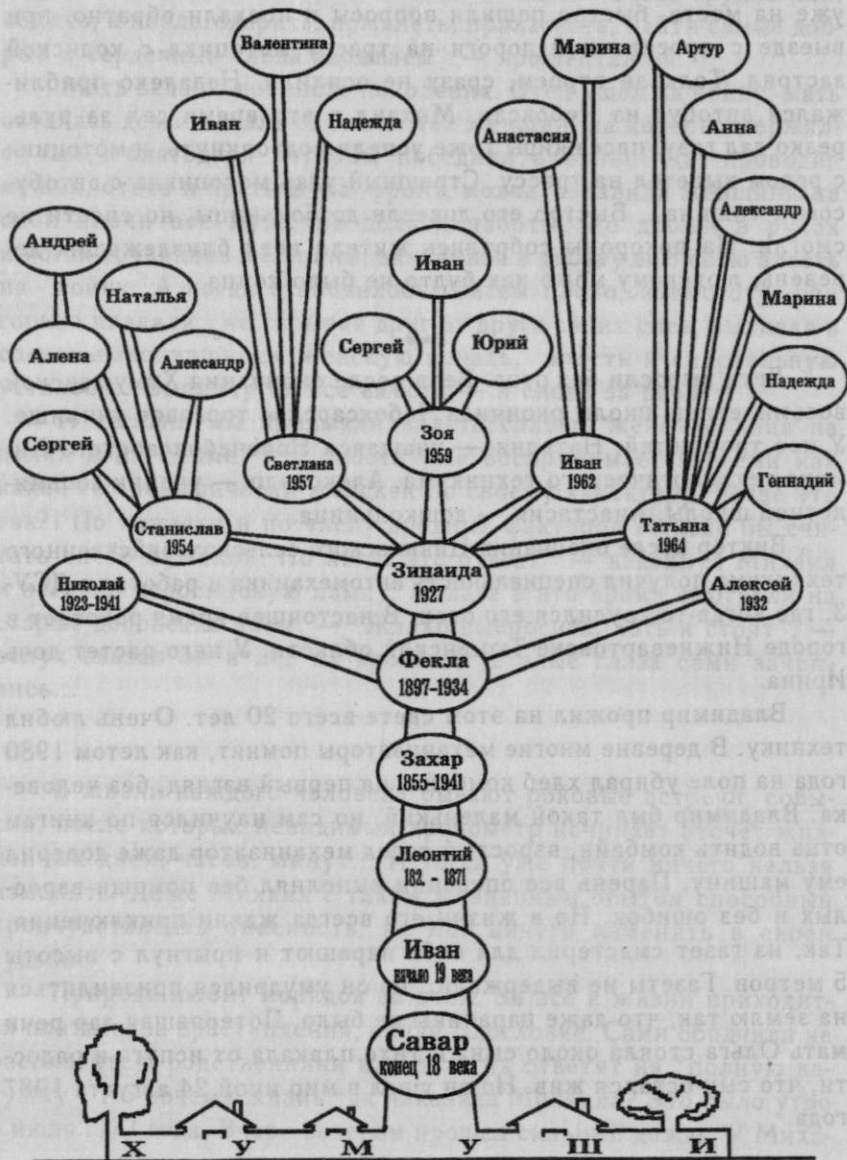 Валентина
Марина
Артур
Иван
Надежда
Анастасия
Анна
Александр
Андрей
Иван
Наталья
Марина
Сергей
Юрий
Алена
Александр
Надежда
Сергей
Зоя
1959
Светлана
1957
Иван
1962
Геннадий
Станислав
1954
Татьяна
1964
Николай
1923-1941
Зинаида
1927
Алексей
1932
Фекла
1897-1934
Захар
1855-1941
Леонтий
182. - 1871
Иван
начало 19 века
Савар
конец 18 века
Х У М У Ш И